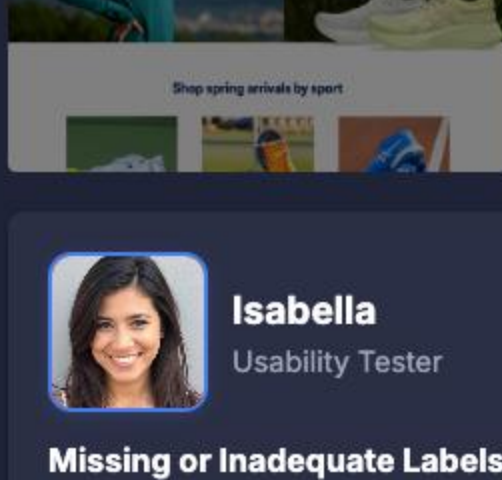 Shop spring arrivals by sport
Isabella
Usability Tester
Missing or Inadequate Labels